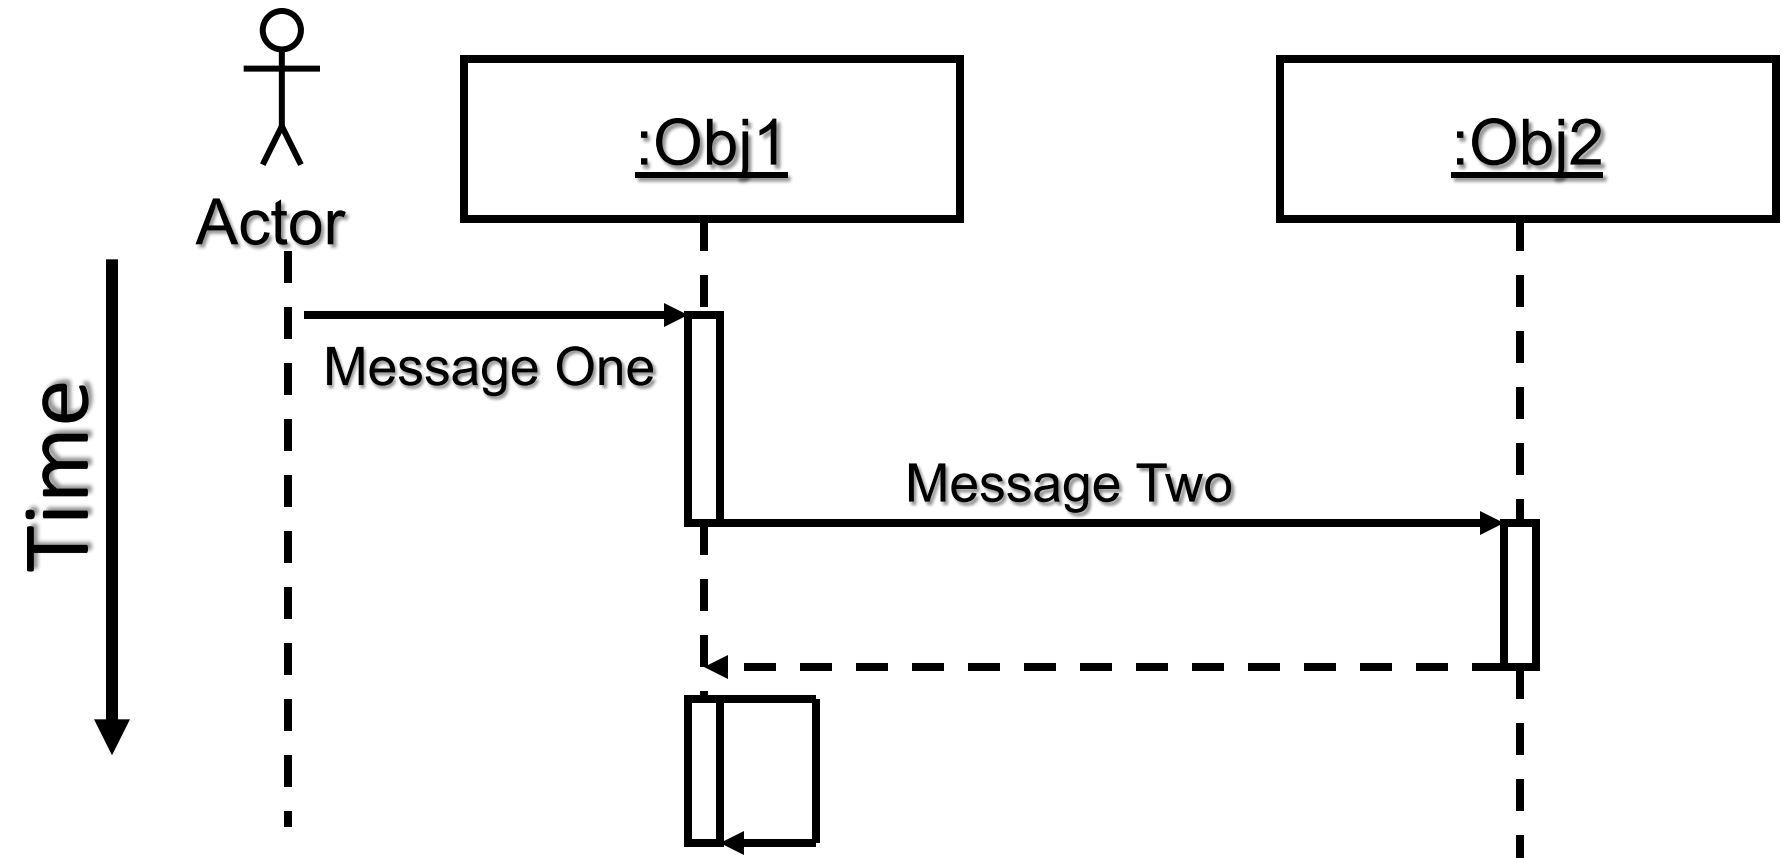 :Obj1
:Obj2
Actor
Message One
Time
Message Two